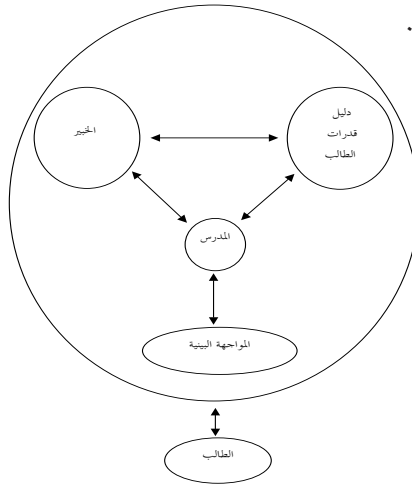 الخبير
دليل
قدرات
الطالب
المدرس
المواجهة البينية
الطالب